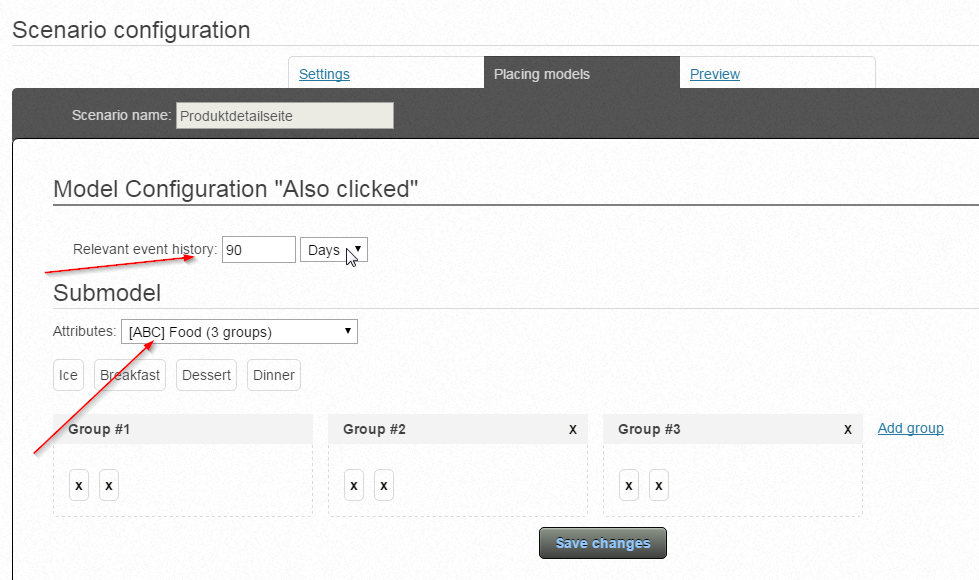 Scenario configuration
Settings Placing models Preview
Scenario name: Produktdetailseite
Model Configuration "Also clicked"
Relevant event history: 90 Days
Submodel
Attributes: [ABC] Food (3 groups)
Ice Breakfast Dessert Dinner
Group #1 Group #2 x Group #3 x Add group
x x x x x x
Save changes